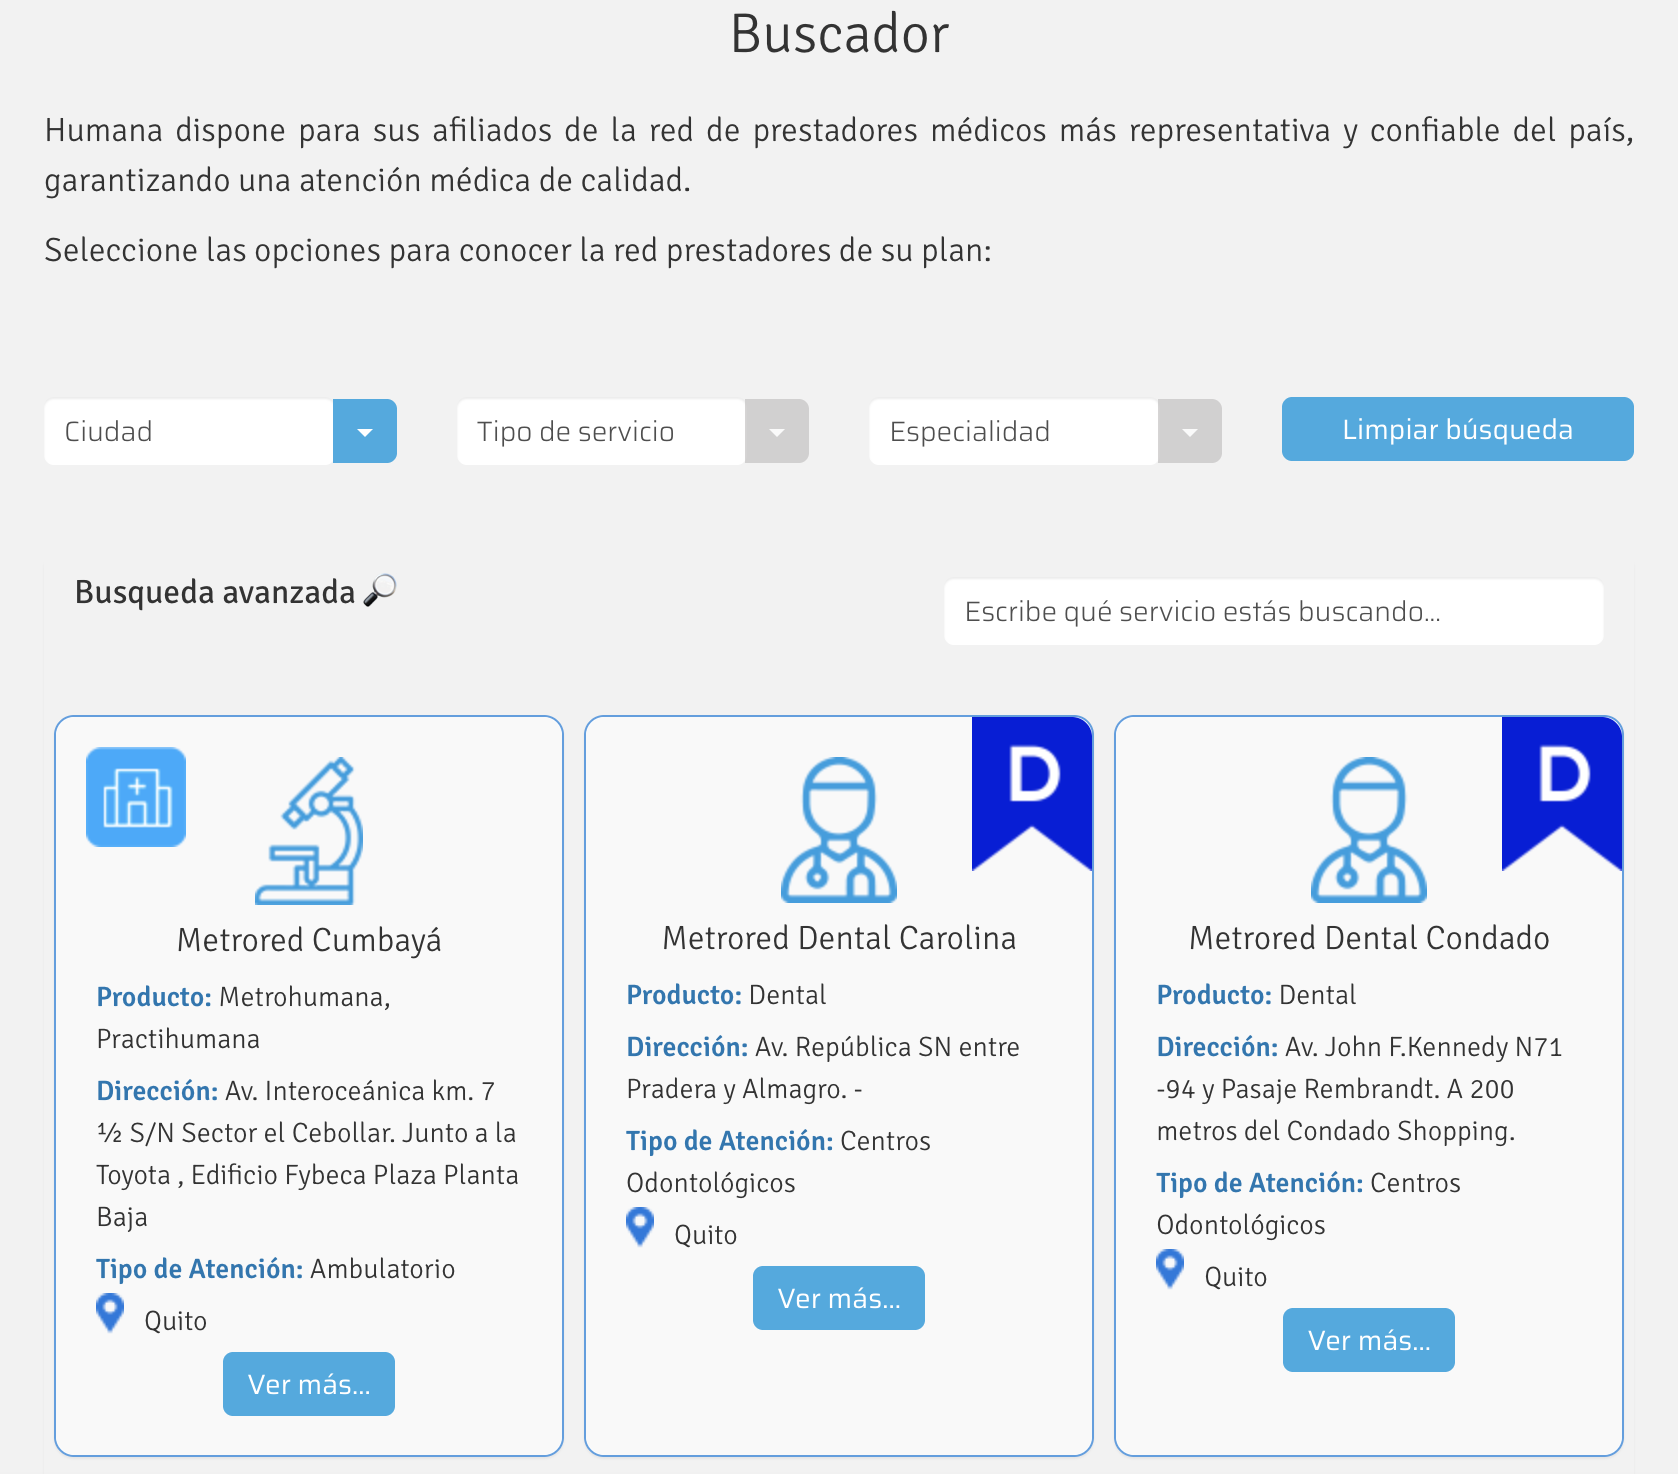 Buscador
Humana dispone para sus afiliados de la red de prestadores médicos más representativa y confiable del país,
garantizando una atención médica de calidad.
Seleccione las opciones para conocer la red prestadores de su plan:
Ciudad
Tipo de servicio
Especialidad
Limpiar búsqueda
Busqueda avanzada
Escribe qué servicio estás buscando...
Metrored Cumbayá
Producto: Metrohumana,
Practihumana
Dirección: Av. Interoceánica km. 7
½ S/N Sector el Cebollar. Junto a la
Toyota , Edificio Fybeca Plaza Planta
Baja
Tipo de Atención: Ambulatorio
Quito
Ver más...
D
Metrored Dental Carolina
Producto: Dental
Dirección: Av. República SN entre
Pradera y Almagro. -
Tipo de Atención: Centros
Odontológicos
Quito
Ver más...
D
Metrored Dental Condado
Producto: Dental
Dirección: Av. John F.Kennedy N71
-94 y Pasaje Rembrandt. A 200
metros del Condado Shopping.
Tipo de Atención: Centros
Odontológicos
Quito
Ver más...